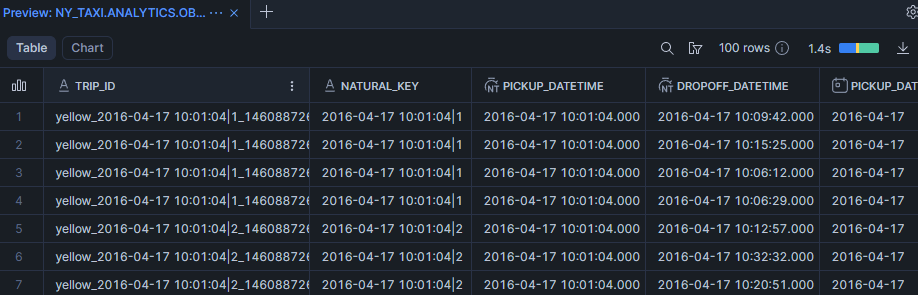 Preview: NY_TAXI.ANALYTICS.OB...
Table Chart 100 rows 1.4s
TRIP_ID NATURAL_KEY PICKUP_DATETIME DROPOFF_DATETIME PICKUP_DAT
1 yellow_2016-04-17 10:01:04|1_146088726 2016-04-17 10:01:04|1 2016-04-17 10:01:04.000 2016-04-17 10:09:42.000 2016-04-17
2 yellow_2016-04-17 10:01:04|1_146088726 2016-04-17 10:01:04|1 2016-04-17 10:01:04.000 2016-04-17 10:15:25.000 2016-04-17
3 yellow_2016-04-17 10:01:04|1_146088726 2016-04-17 10:01:04|1 2016-04-17 10:01:04.000 2016-04-17 10:06:12.000 2016-04-17
4 yellow_2016-04-17 10:01:04|1_146088726 2016-04-17 10:01:04|1 2016-04-17 10:01:04.000 2016-04-17 10:06:29.000 2016-04-17
5 yellow_2016-04-17 10:01:04|2_146088726 2016-04-17 10:01:04|2 2016-04-17 10:01:04.000 2016-04-17 10:12:57.000 2016-04-17
6 yellow_2016-04-17 10:01:04|2_146088726 2016-04-17 10:01:04|2 2016-04-17 10:01:04.000 2016-04-17 10:32:32.000 2016-04-17
7 yellow_2016-04-17 10:01:04|2_146088726 2016-04-17 10:01:04|2 2016-04-17 10:01:04.000 2016-04-17 10:20:51.000 2016-04-17